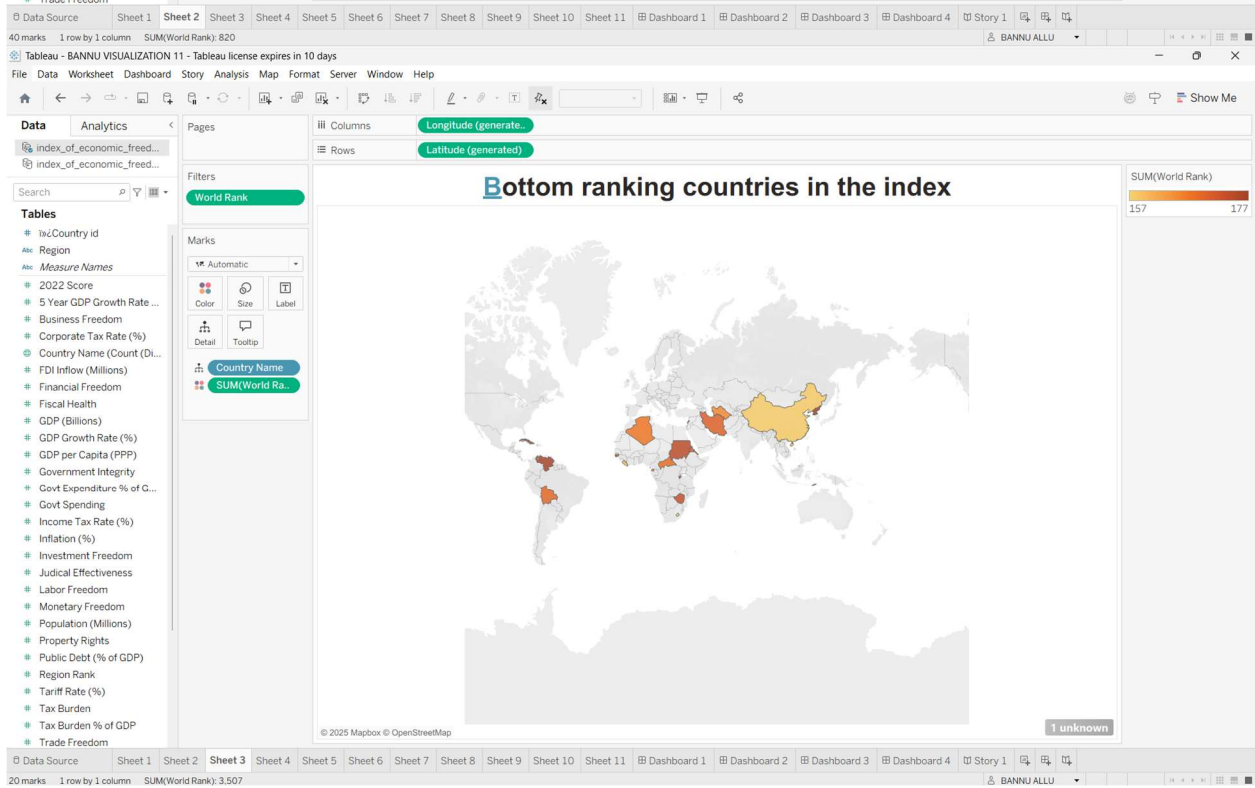 Trade Freedom
Data Source Sheet 1 Sheet 2 Sheet 3 Sheet 4 Sheet 5 Sheet 6 Sheet 7 Sheet 8 Sheet 9 Sheet 10 Sheet 11 Dashboard 1 Dashboard 2 Dashboard 3 Dashboard 4 Story 1
40 marks 1 row by 1 column SUM(World Rank): 820 BANNU ALLU
Tableau - BANNU VISUALIZATION 11 - Tableau license expires in 10 days
File Data Worksheet Dashboard Story Analysis Map Format Server Window Help
Show Me
Data Analytics
Pages
Columns Longitude (generate..
Rows Latitude (generated)
index_of_economic_freed...
index_of_economic_freed...
Search
Filters
World Rank
Bottom ranking countries in the index
SUM(World Rank)
157 177
Tables
ï»¿Country id
Abc Region
Abc Measure Names
# 2022 Score
# 5 Year GDP Growth Rate ...
# Business Freedom
# Corporate Tax Rate (%)
Country Name (Count (Di...
# FDI Inflow (Millions)
# Financial Freedom
# Fiscal Health
# GDP (Billions)
# GDP Growth Rate (%)
# GDP per Capita (PPP)
# Government Integrity
# Govt Expenditure % of G...
# Govt Spending
# Income Tax Rate (%)
# Inflation (%)
# Investment Freedom
# Judical Effectiveness
# Labor Freedom
# Monetary Freedom
# Population (Millions)
# Property Rights
# Public Debt (% of GDP)
# Region Rank
# Tariff Rate (%)
# Tax Burden
# Tax Burden % of GDP
# Trade Freedom
Marks
Automatic
Color Size Label
Detail Tooltip
Country Name
SUM(World Ra..
© 2025 Mapbox © OpenStreetMap
1 unknown
Data Source Sheet 1 Sheet 2 Sheet 3 Sheet 4 Sheet 5 Sheet 6 Sheet 7 Sheet 8 Sheet 9 Sheet 10 Sheet 11 Dashboard 1 Dashboard 2 Dashboard 3 Dashboard 4 Story 1
20 marks 1 row by 1 column SUM(World Rank): 3,507 BANNU ALLU